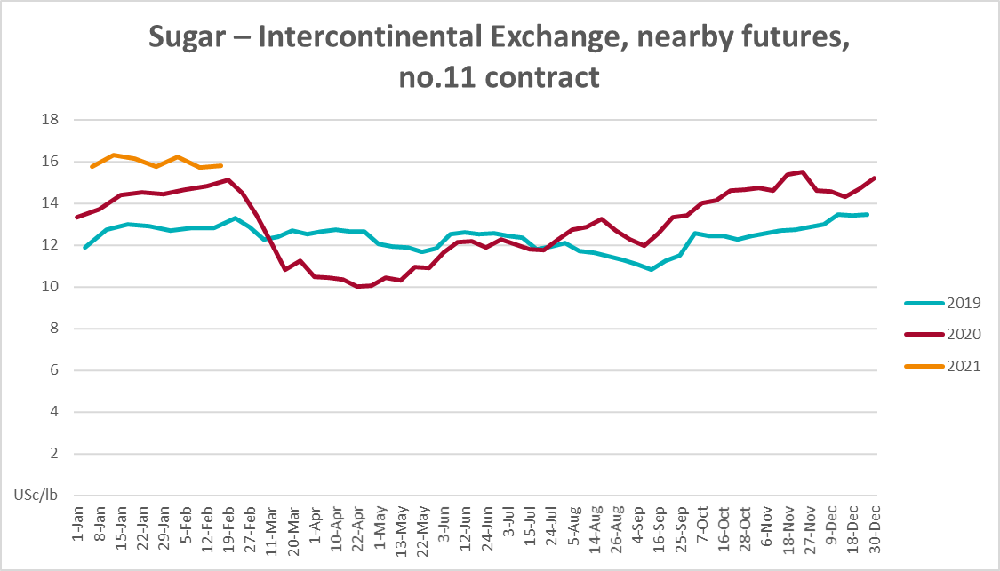 Sugar – Intercontinental Exchange, nearby futures,
no.11 contract
18
16
14
12
10
8
6
4
2
USc/lb
1-Jan
8-Jan
15-Jan
22-Jan
29-Jan
5-Feb
12-Feb
19-Feb
27-Feb
11-Mar
18-Mar
1-Apr
10-Apr
22-Apr
1-May
13-May
22-May
3-Jun
12-Jun
24-Jun
3-Jul
15-Jul
24-Jul
5-Aug
14-Aug
26-Aug
4-Sep
16-Sep
25-Sep
7-Oct
16-Oct
28-Oct
6-Nov
18-Nov
27-Nov
9-Dec
18-Dec
30-Dec
2019
2020
2021